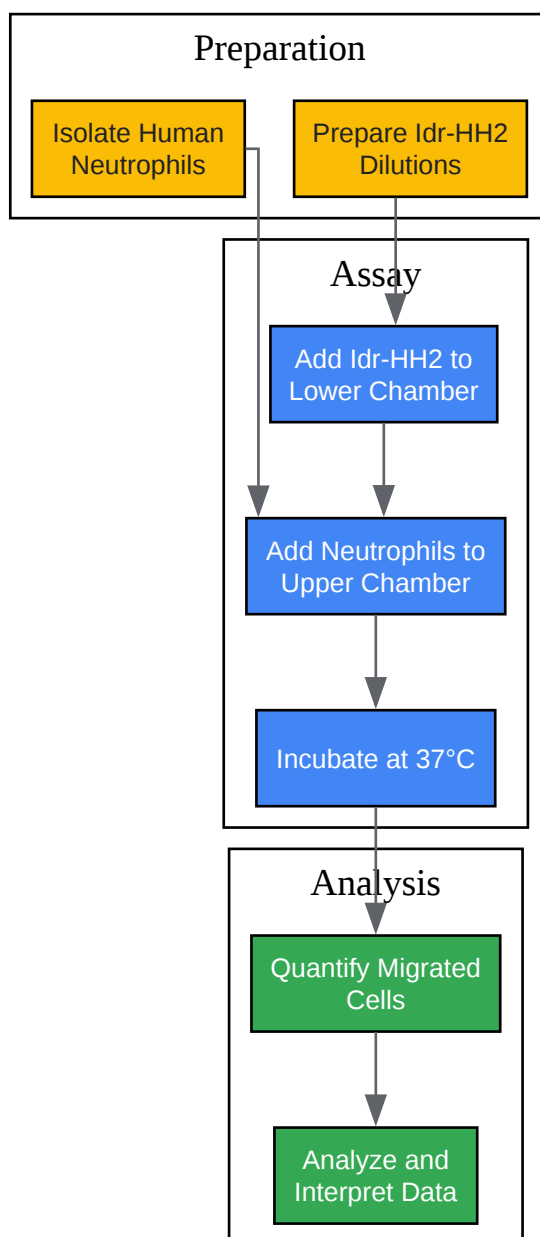 Preparation
Isolate Human
Neutrophils
Prepare Idr-HH2
Dilutions
Assay
Add Idr-HH2 to
Lower Chamber
Add Neutrophils to
Upper Chamber
Incubate at 37°C
Analysis
Quantify Migrated
Cells
Analyze and
Interpret Data